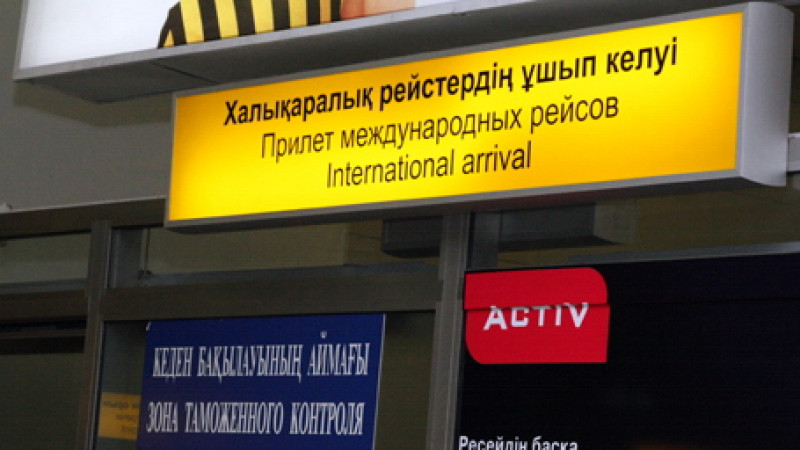 Халықаралық рейстердің ұшып келуі
Прилет международных рейсов
International arrival
ACTIV
КЕДЕН БАҚЫЛАУЫНЫҢ АЙМАҒЫ
ЗОНА ТАМОЖЕННОГО КОНТРОЛЯ
Ресейдің басқа